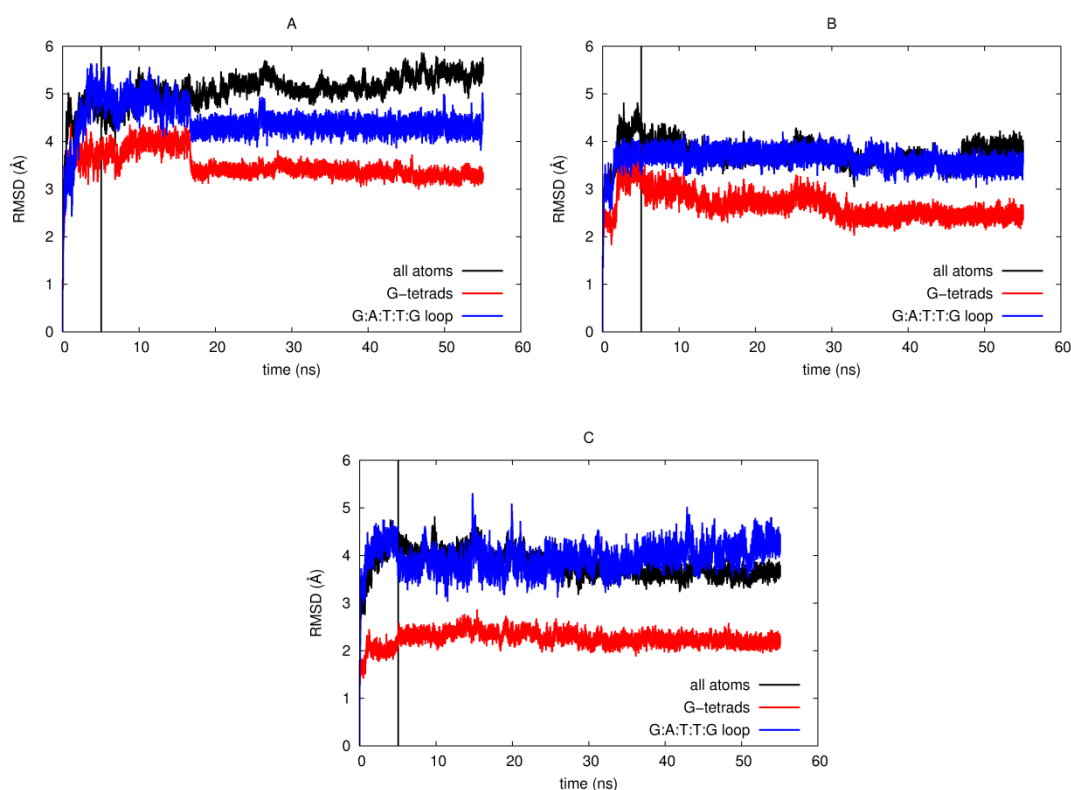 A
RMSD (Å)
6
5
4
3
2
1
0
all atoms
G−tetrads
G:A:T:T:G loop
0 10 20 30 40 50 60
time (ns)
B
RMSD (Å)
6
5
4
3
2
1
0
all atoms
G−tetrads
G:A:T:T:G loop
0 10 20 30 40 50 60
time (ns)
C
RMSD (Å)
6
5
4
3
2
1
0
all atoms
G−tetrads
G:A:T:T:G loop
0 10 20 30 40 50 60
time (ns)